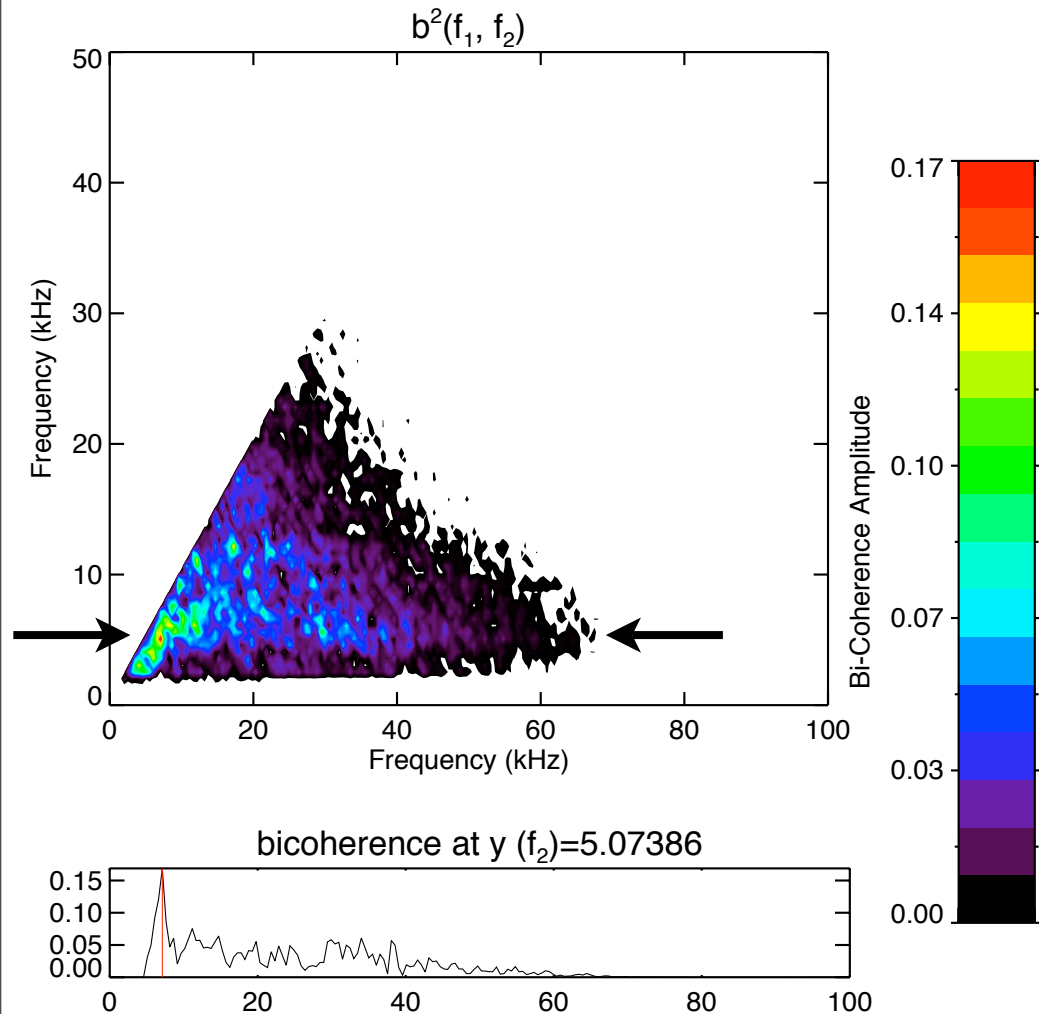 b²(f₁, f₂)
50
40
30
20
10
0
Frequency (kHz)
0 20 40 60 80 100
Frequency (kHz)
0.17
0.14
0.10
0.07
0.03
0.00
Bi-Coherence Amplitude
bicoherence at y (f₂)=5.07386
0.15
0.10
0.05
0.00
0 20 40 60 80 100